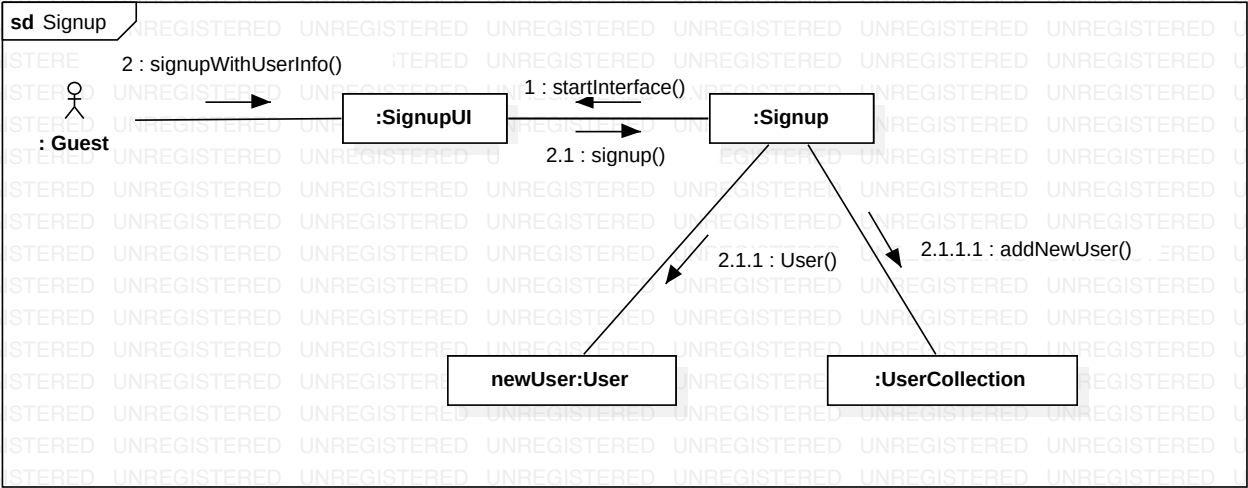 sd Signup
2 : signupWithUserInfo()
1 : startInterface()
: Guest
:SignupUI
:Signup
2.1 : signup()
2.1.1 : User()
2.1.1.1 : addNewUser()
newUser:User
:UserCollection
UNREGISTERED